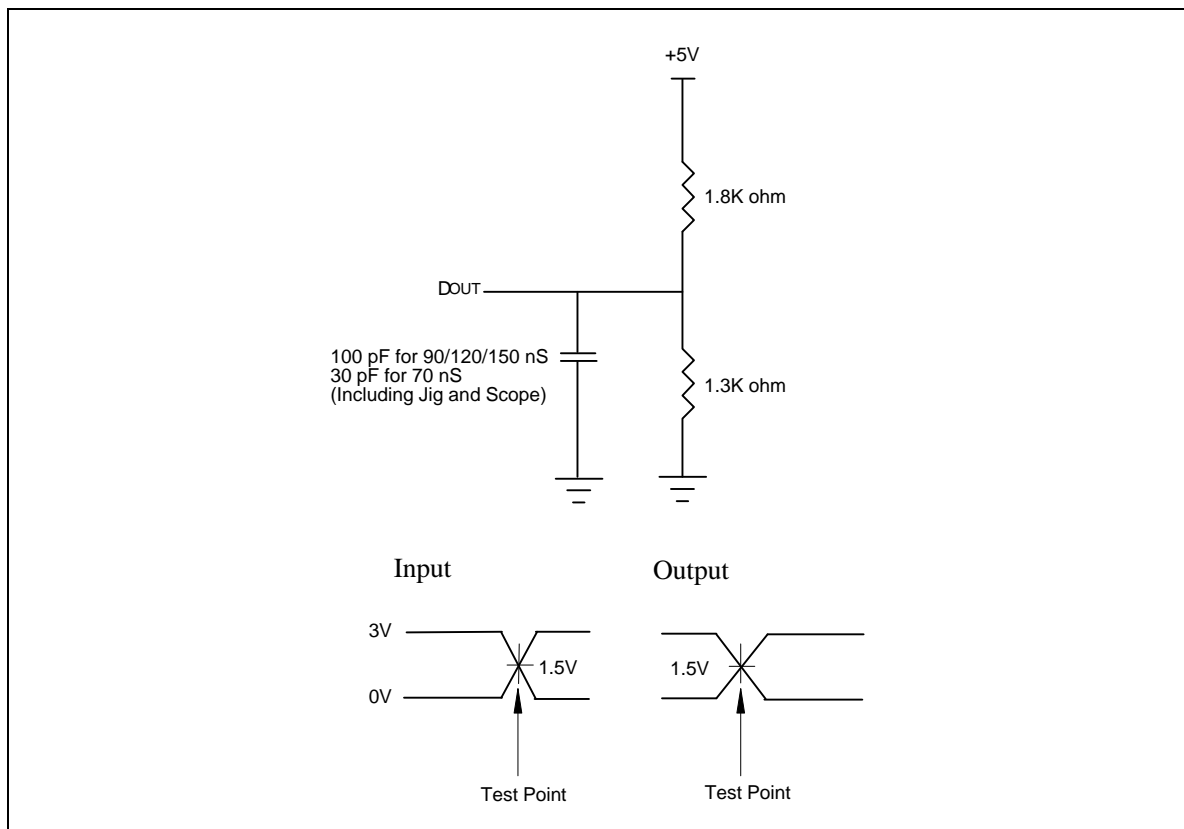 +5V
1.8K ohm
DOUT
100 pF for 90/120/150 nS
30 pF for 70 nS
(Including Jig and Scope)
1.3K ohm
Input
Output
3V
1.5V
1.5V
0V
Test Point
Test Point